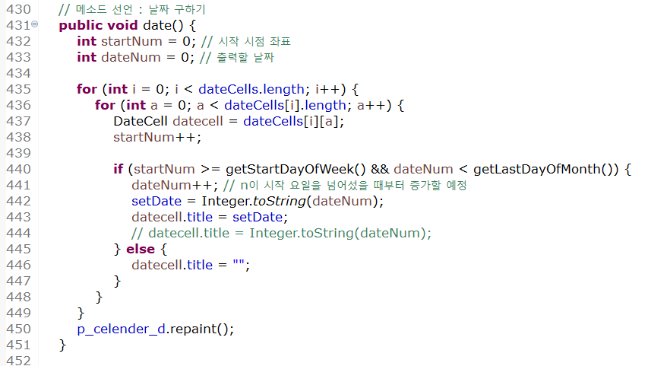 430 // 메소드 선언 : 날짜 구하기
431 public void date() {
432 int startNum = 0; // 시작 시점 좌표
433 int dateNum = 0; // 출력할 날짜
434
435 for (int i = 0; i < dateCells.length; i++) {
436 for (int a = 0; a < dateCells[i].length; a++) {
437 DateCell datecell = dateCells[i][a];
438 startNum++;
439
440 if (startNum >= getStartDayOfWeek() && dateNum < getLastDayOfMonth()) {
441 dateNum++; // n이 시작 요일을 넘어섰을 때부터 증가할 예정
442 setDate = Integer.toString(dateNum);
443 datecell.title = setDate;
444 // datecell.title = Integer.toString(dateNum);
445 } else {
446 datecell.title = "";
447 }
448 }
449 }
450 p_celender_d.repaint();
451 }
452